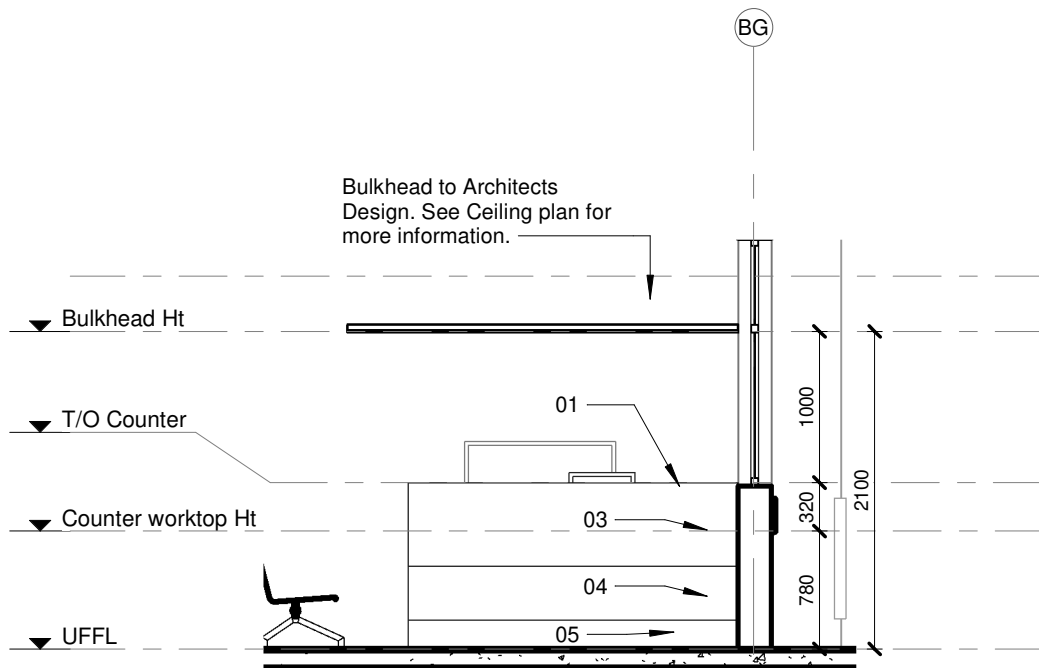 BG
Bulkhead to Architects
Design. See Ceiling plan for
more information.
Bulkhead Ht
T/O Counter
01
1000
2100
Counter worktop Ht
03
320
04
780
UFFL
05